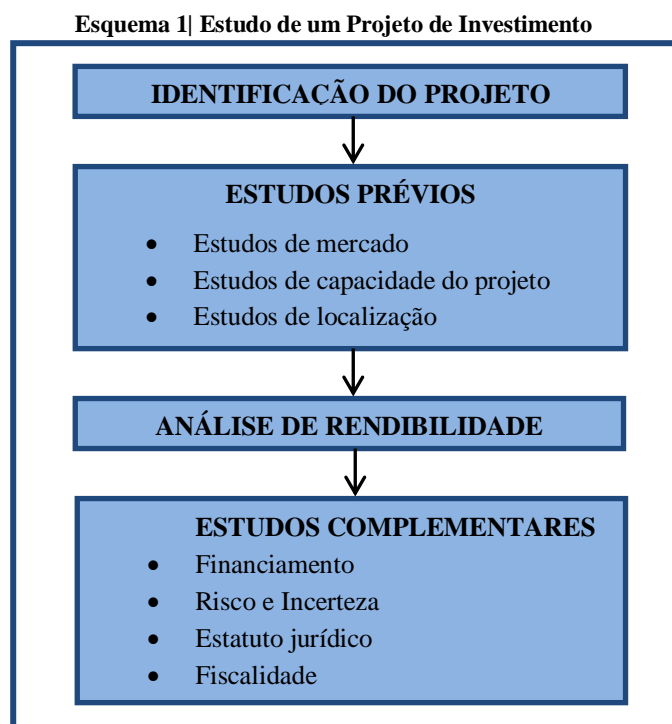 Esquema 1| Estudo de um Projeto de Investimento
IDENTIFICAÇÃO DO PROJETO
ESTUDOS PRÉVIOS
• Estudos de mercado
• Estudos de capacidade do projeto
• Estudos de localização
ANÁLISE DE RENDIBILIDADE
ESTUDOS COMPLEMENTARES
• Financiamento
• Risco e Incerteza
• Estatuto jurídico
• Fiscalidade